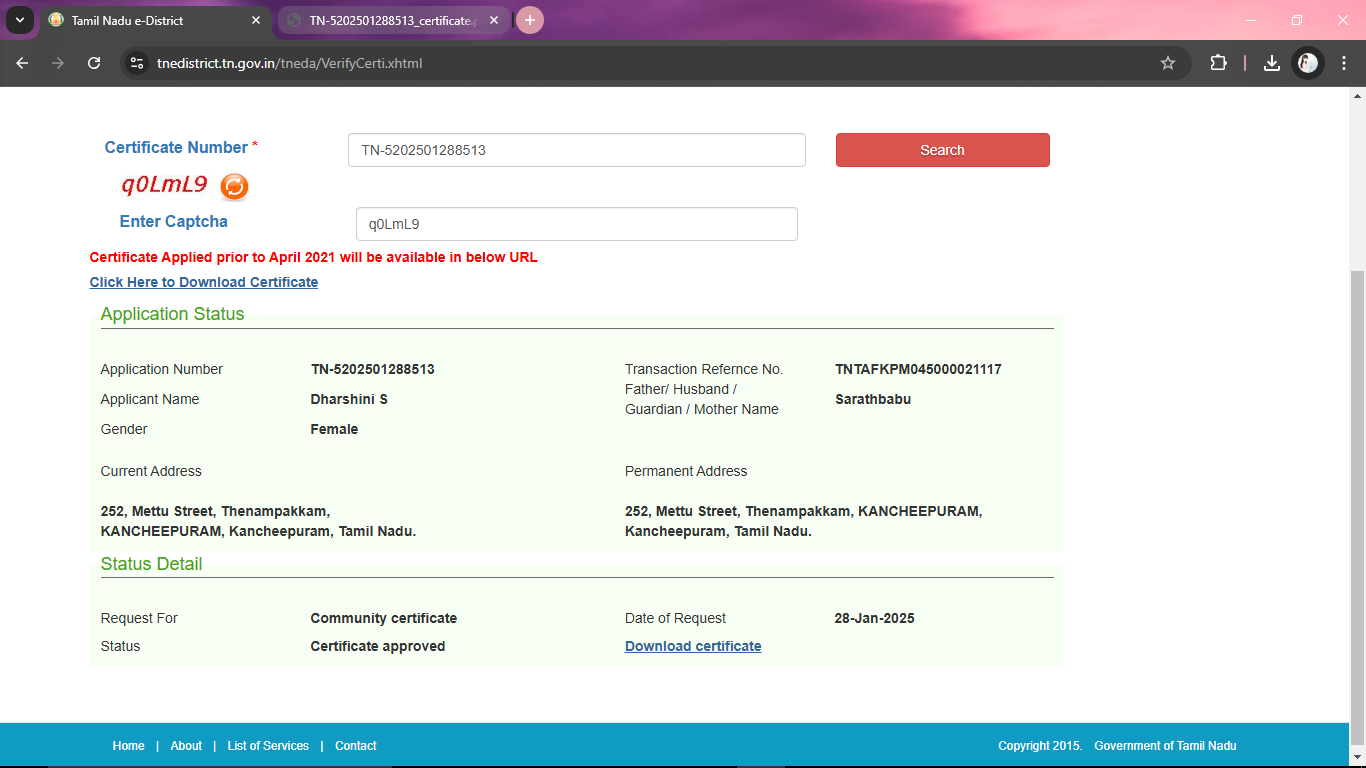 Tamil Nadu e-District
TN-5202501288513_certificate.p
tnedistrict.tn.gov.in/tneda/VerifyCerti.xhtml
Certificate Number * TN-5202501288513 Search
q0LmL9
Enter Captcha q0LmL9
Certificate Applied prior to April 2021 will be available in below URL
Click Here to Download Certificate
Application Status
Application Number TN-5202501288513 Transaction Refernce No. TNTAFKPM045000021117
Applicant Name Dharshini S Father/ Husband / Guardian / Mother Name Sarathbabu
Gender Female
Current Address Permanent Address
252, Mettu Street, Thenampakkam, 252, Mettu Street, Thenampakkam, KANCHEEPURAM,
KANCHEEPURAM, Kancheepuram, Tamil Nadu. Kancheepuram, Tamil Nadu.
Status Detail
Request For Community certificate Date of Request 28-Jan-2025
Status Certificate approved Download certificate
Home | About | List of Services | Contact Copyright 2015. Government of Tamil Nadu